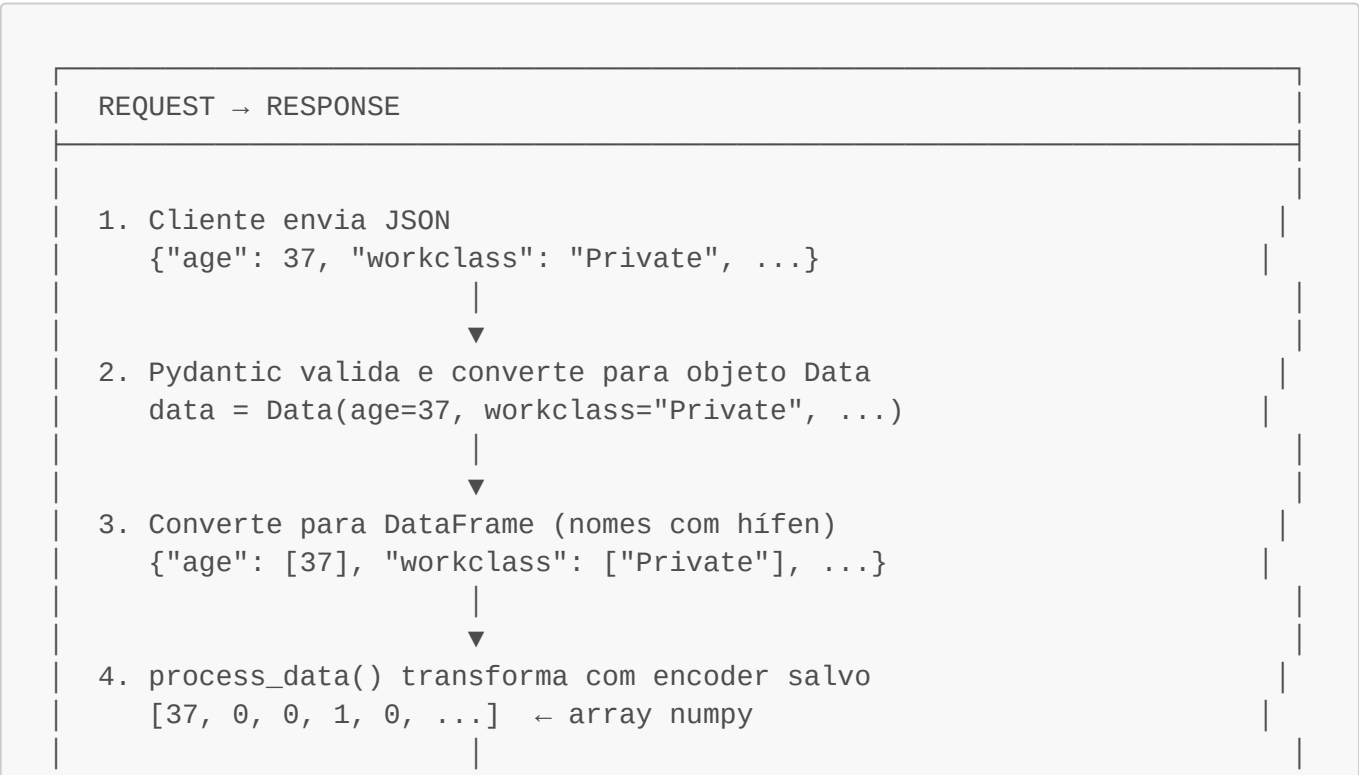 REQUEST → RESPONSE
1. Cliente envia JSON
{"age": 37, "workclass": "Private", ...}
▼
2. Pydantic valida e converte para objeto Data
data = Data(age=37, workclass="Private", ...)
▼
3. Converte para DataFrame (nomes com hífen)
{"age": [37], "workclass": ["Private"], ...}
▼
4. process_data() transforma com encoder salvo
[37, 0, 0, 1, 0, ...] ← array numpy